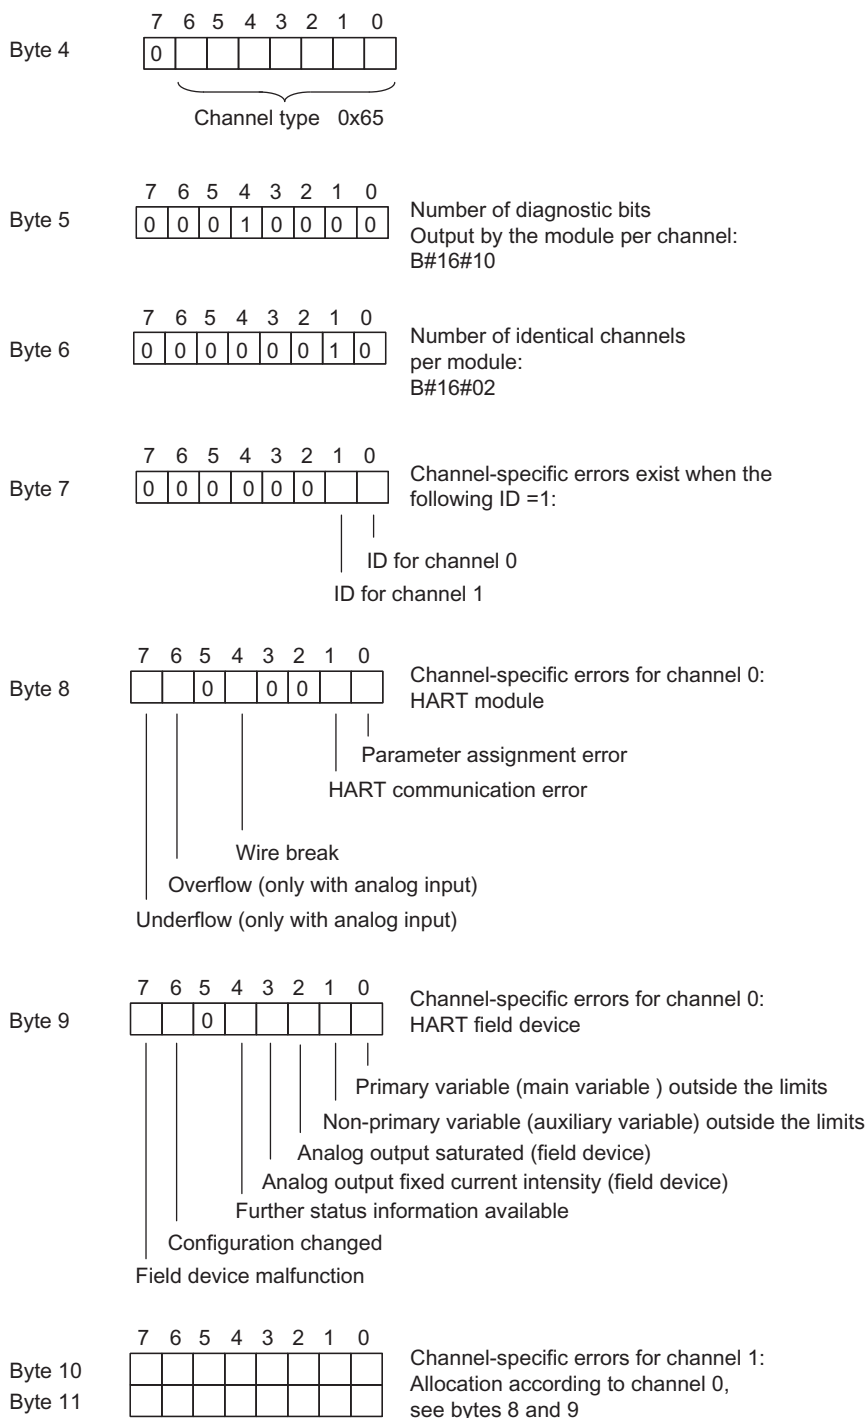 7 6 5 4 3 2 1 0
Byte 4
0
Channel type 0x65
7 6 5 4 3 2 1 0
Byte 5
0 0 0 1 0 0 0 0
Number of diagnostic bits
Output by the module per channel:
B#16#10
7 6 5 4 3 2 1 0
Byte 6
0 0 0 0 0 0 1 0
Number of identical channels
per module:
B#16#02
7 6 5 4 3 2 1 0
Byte 7
0 0 0 0 0 0
Channel-specific errors exist when the
following ID =1:
ID for channel 0
ID for channel 1
7 6 5 4 3 2 1 0
Byte 8
0 0 0
Channel-specific errors for channel 0:
HART module
Parameter assignment error
HART communication error
Wire break
Overflow (only with analog input)
Underflow (only with analog input)
7 6 5 4 3 2 1 0
Byte 9
0
Channel-specific errors for channel 0:
HART field device
Primary variable (main variable ) outside the limits
Non-primary variable (auxiliary variable) outside the limits
Analog output saturated (field device)
Analog output fixed current intensity (field device)
Further status information available
Configuration changed
Field device malfunction
7 6 5 4 3 2 1 0
Byte 10
Byte 11
Channel-specific errors for channel 1:
Allocation according to channel 0,
see bytes 8 and 9